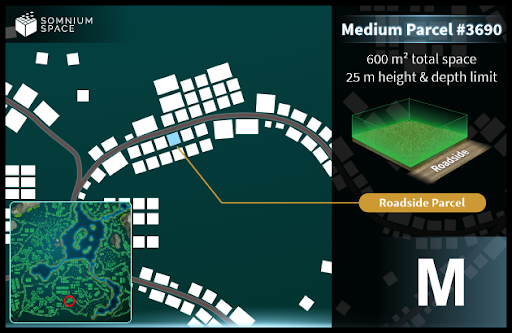 SOMNIUM
SPACE
Medium Parcel #3690
600 m² total space
25 m height & depth limit
Roadside
Roadside Parcel
M